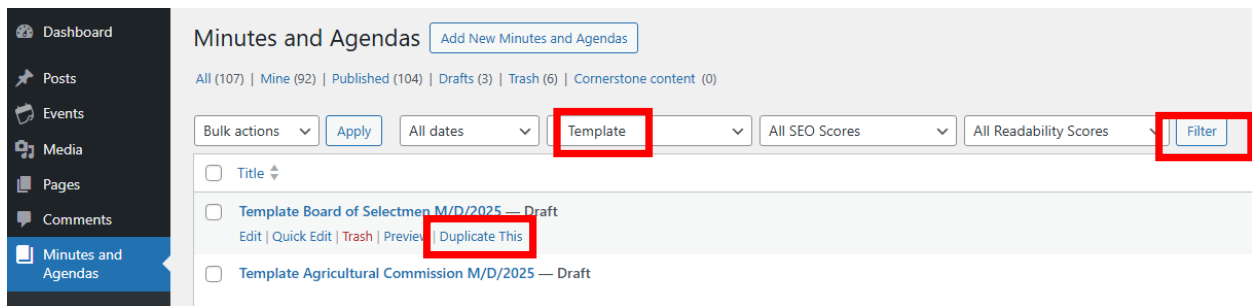 Dashboard
Posts
Events
Media
Pages
Comments
Minutes and
Agendas
Minutes and Agendas Add New Minutes and Agendas
All (107) | Mine (92) | Published (104) | Drafts (3) | Trash (6) | Cornerstone content (0)
Bulk actions Apply All dates Template All SEO Scores All Readability Scores Filter
Title
Template Board of Selectmen M/D/2025 — Draft
Edit | Quick Edit | Trash | Preview | Duplicate This
Template Agricultural Commission M/D/2025 — Draft